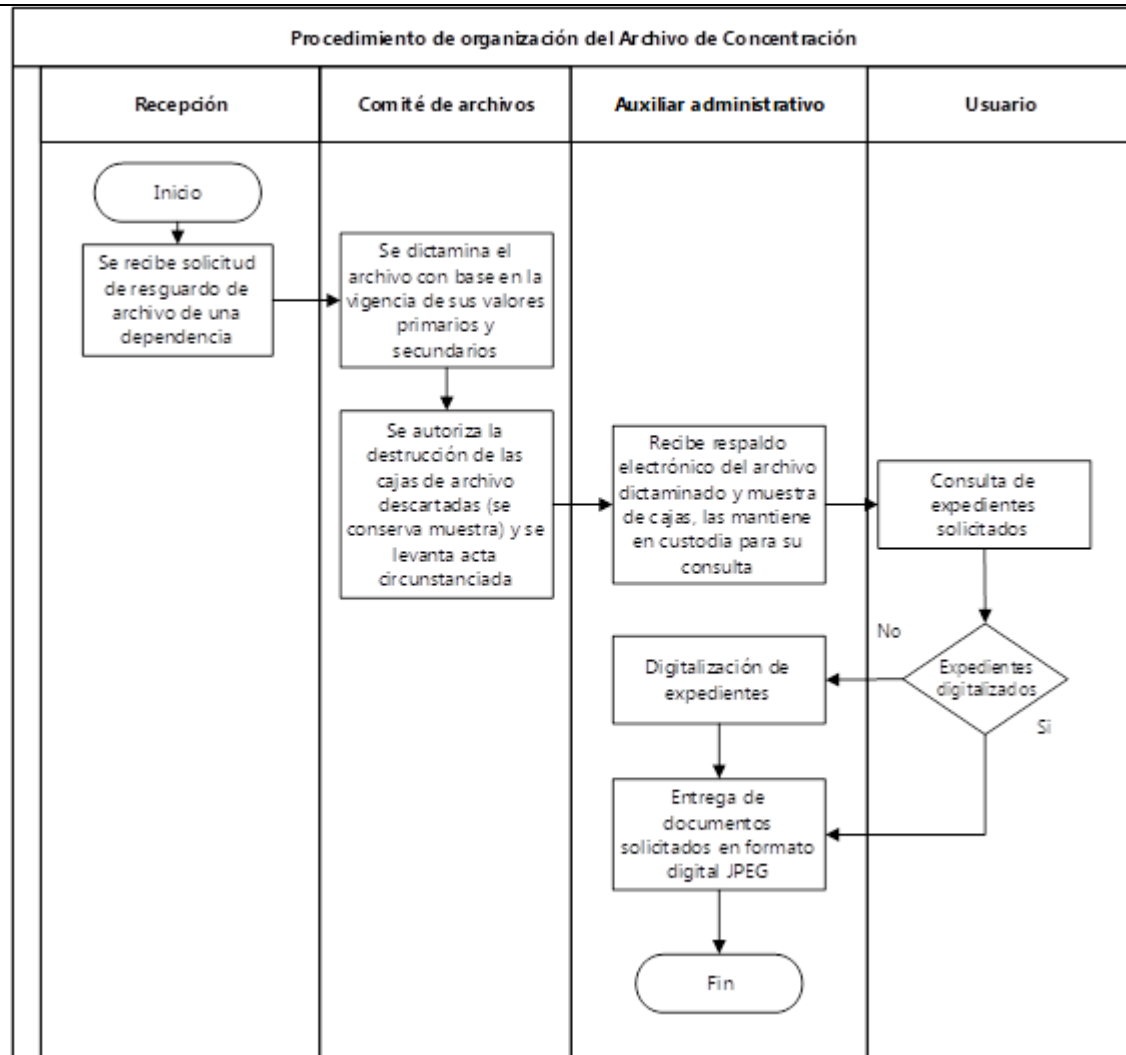 Procedimiento de organización del Archivo de Concentración
Recepción
Comité de archivos
Auxiliar administrativo
Usuario
Inicio
Se recibe solicitud
de resguardo de
archivo de una
dependencia
Se dictamina el
archivo con base en la
vigencia de sus valores
primarios y
secundarios
Se autoriza la
destrucción de las
cajas de archivo
descartadas (se
conserva muestra) y se
levanta acta
circunstanciada
Recibe respaldo
electrónico del archivo
dictaminado y muestra
de cajas, las mantiene
en custodia para su
consulta
Consulta de
expedientes
solicitados
No
Expedientes
digitalizados
Si
Digitalización de
expedientes
Entrega de
documentos
solicitados en formato
digital JPEG
Fin